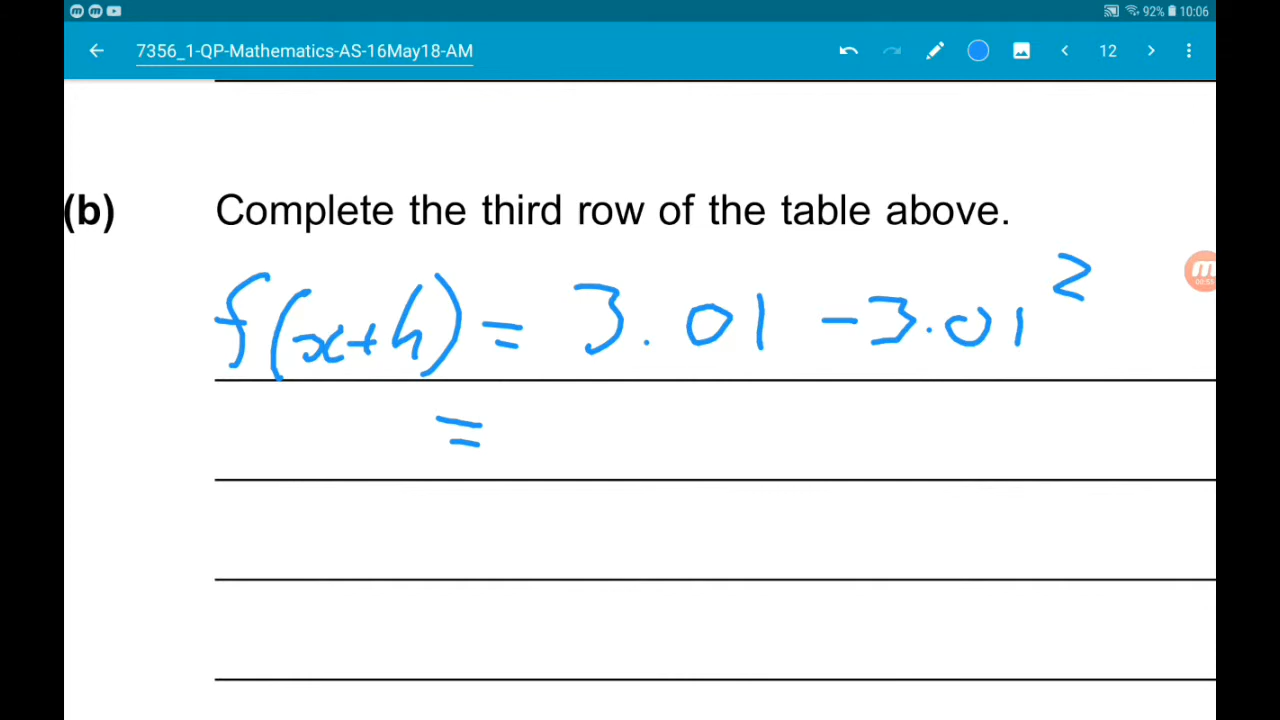 92% 10:06
7356_1-QP-Mathematics-AS-16May18-AM 12
(b) Complete the third row of the table above.
f(x+h) = 3.01 - 3.01²
=